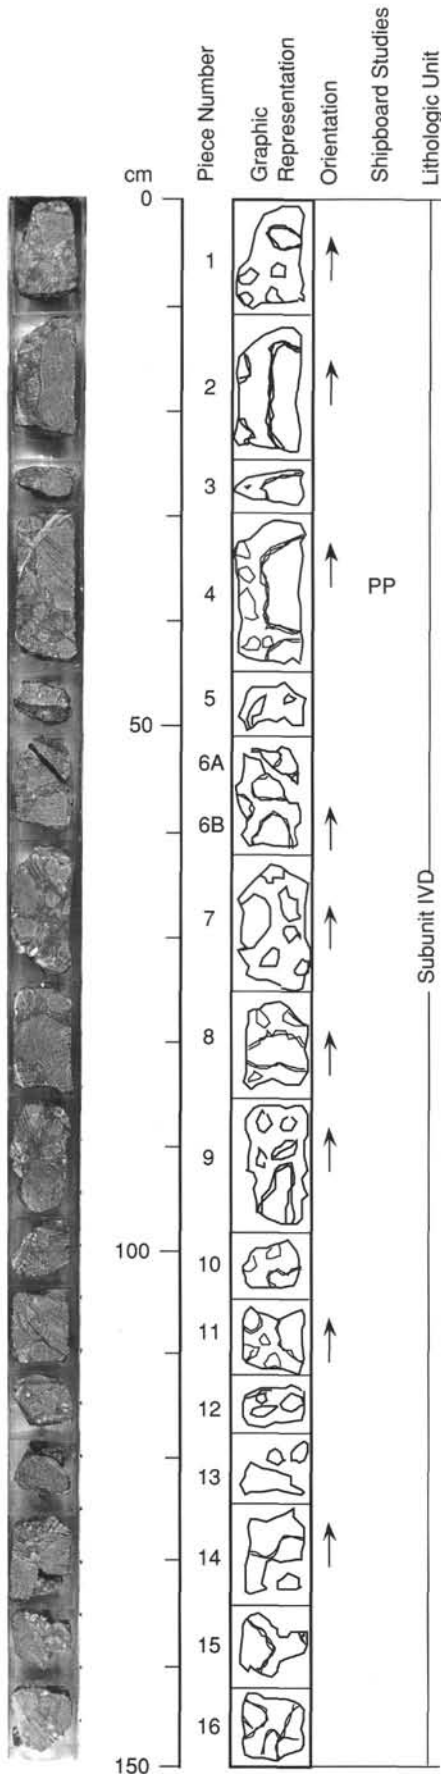 cm
Piece Number
Graphic
Representation
Orientation
Shipboard Studies
Lithologic Unit
0
1
2
3
4
PP
5
50
6A
6B
7
Subunit IVD
8
9
100
10
11
12
13
14
15
16
150